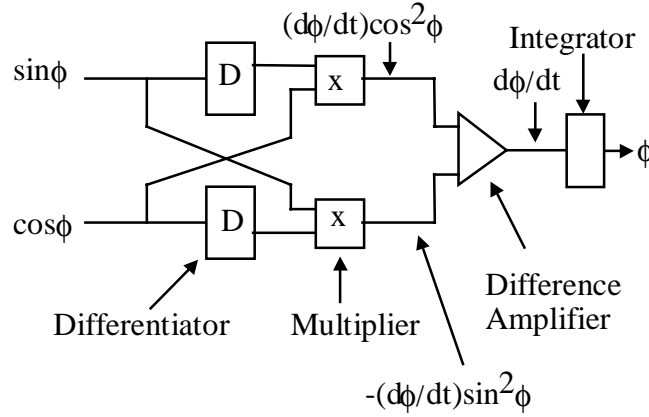 (dϕ/dt)cos²ϕ
Integrator
sinϕ
D
x
dϕ/dt
ϕ
cosϕ
D
x
Differentiator
Multiplier
Difference
Amplifier
-(dϕ/dt)sin²ϕ